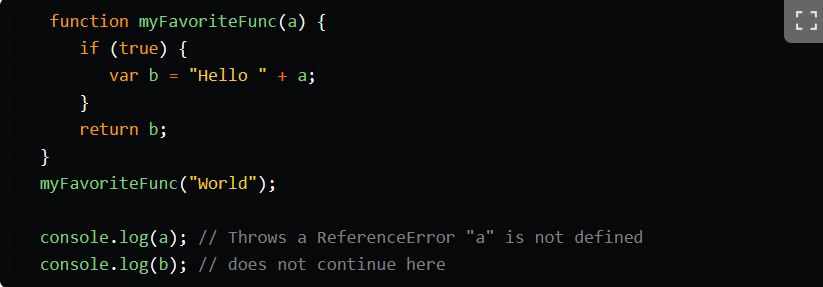 function myFavoriteFunc(a) {
if (true) {
var b = "Hello " + a;
}
return b;
}
myFavoriteFunc("World");
console.log(a); // Throws a ReferenceError "a" is not defined
console.log(b); // does not continue here